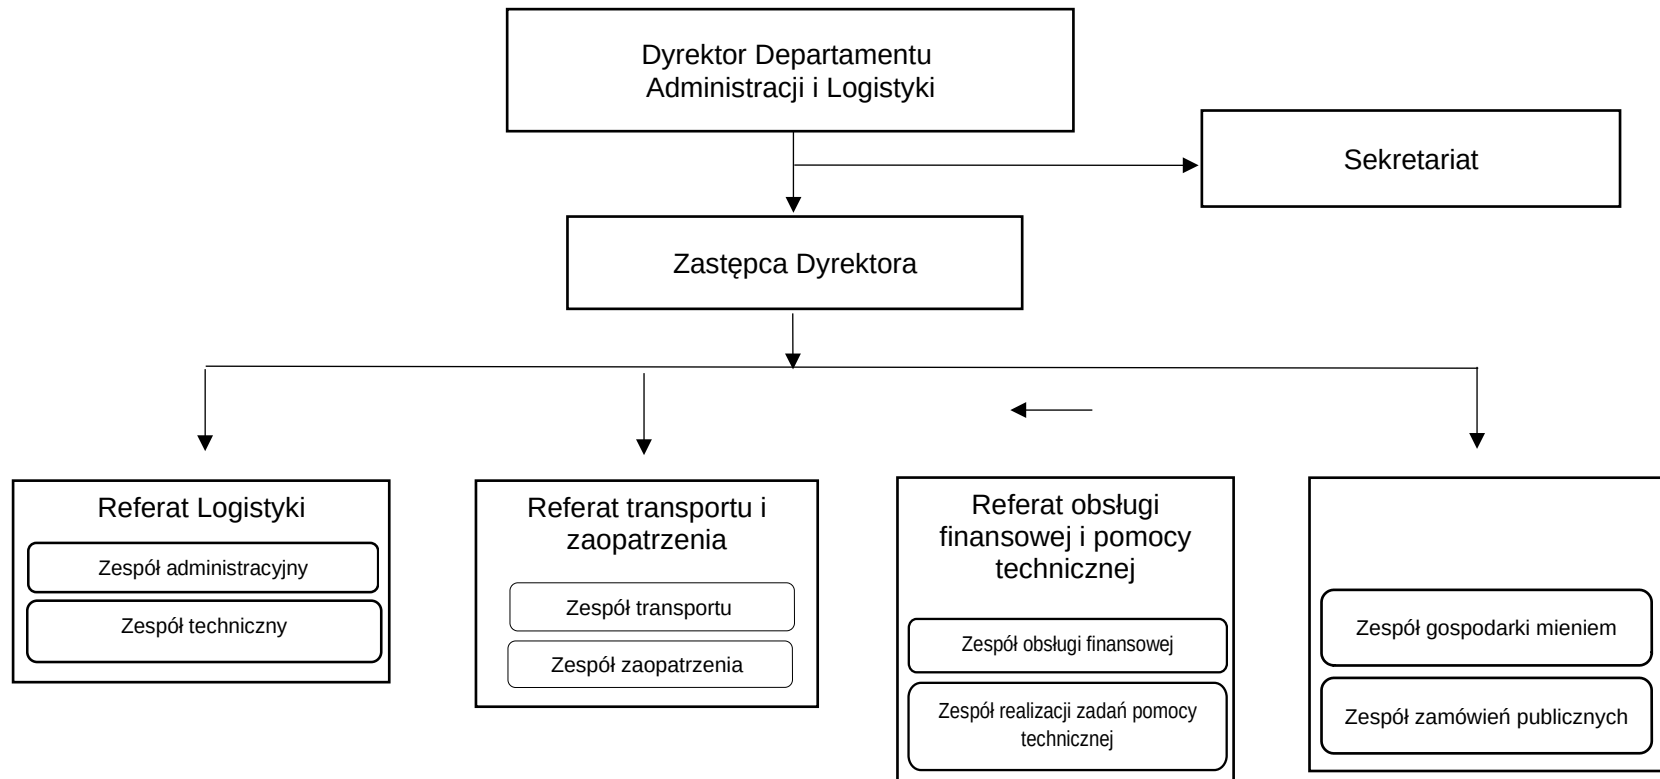 Dyrektor Departamentu
Administracji i Logistyki
Sekretariat
Zastępca Dyrektora
Referat Logistyki
Zespół administracyjny
Zespół techniczny
Referat transportu i
zaopatrzenia
Zespół transportu
Zespół zaopatrzenia
Referat obsługi
finansowej i pomocy
technicznej
Zespół obsługi finansowej
Zespół realizacji zadań pomocy
technicznej
Zespół gospodarki mieniem
Zespół zamówień publicznych